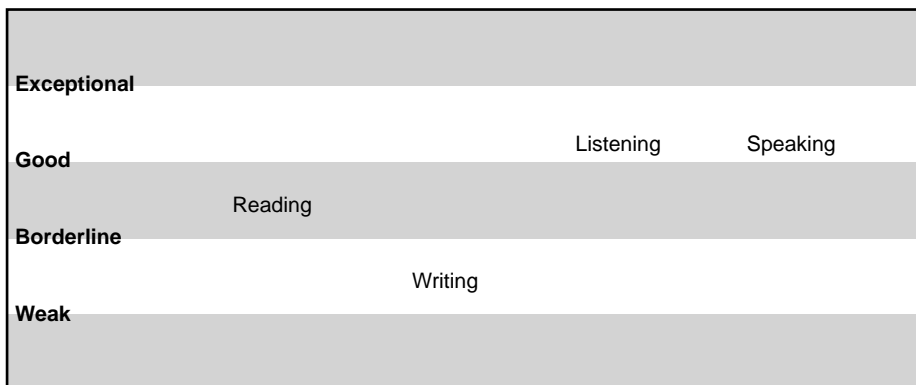 Exceptional
Listening Speaking
Good
Reading
Borderline
Writing
Weak